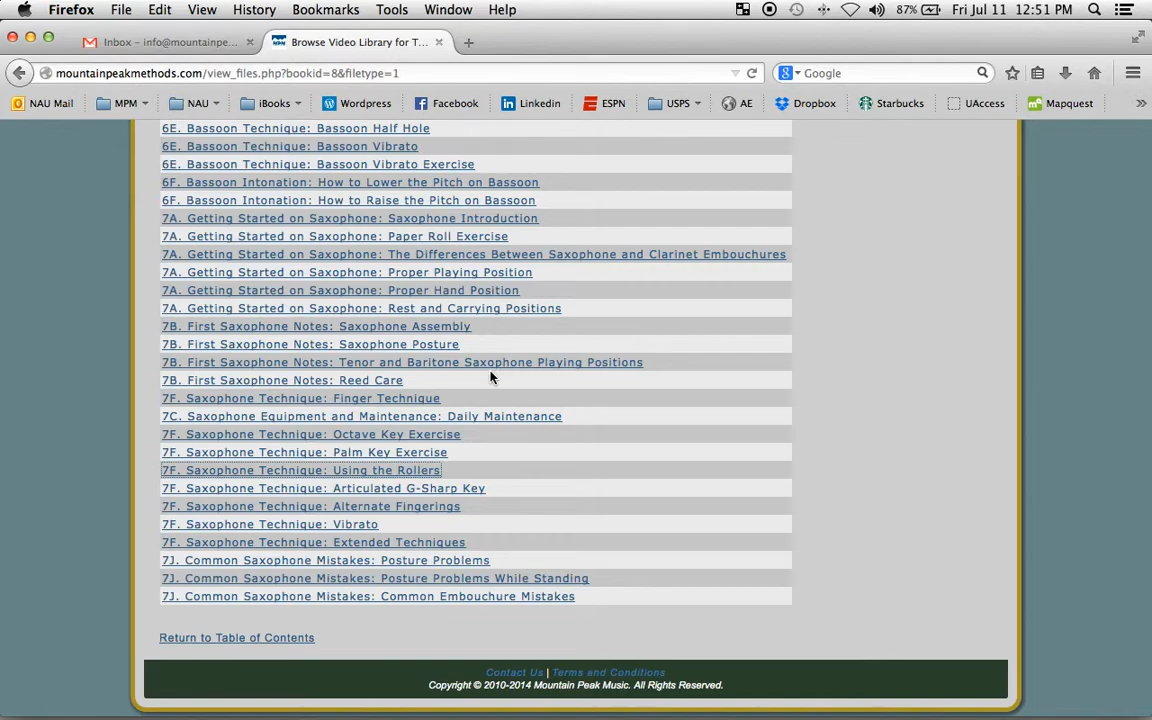 Firefox File Edit View History Bookmarks Tools Window Help 87% Fri Jul 11 12:51 PM
Inbox – info@mountainpe... Browse Video Library for T...
mountainpeakmethods.com/view_files.php?bookid=8&filetype=1 Google
NAU Mail MPM NAU iBooks Wordpress Facebook Linkedin ESPN USPS AE Dropbox Starbucks UAccess Mapquest
6E. Bassoon Technique: Bassoon Half Hole
6E. Bassoon Technique: Bassoon Vibrato
6E. Bassoon Technique: Bassoon Vibrato Exercise
6F. Bassoon Intonation: How to Lower the Pitch on Bassoon
6F. Bassoon Intonation: How to Raise the Pitch on Bassoon
7A. Getting Started on Saxophone: Saxophone Introduction
7A. Getting Started on Saxophone: Paper Roll Exercise
7A. Getting Started on Saxophone: The Differences Between Saxophone and Clarinet Embouchures
7A. Getting Started on Saxophone: Proper Playing Position
7A. Getting Started on Saxophone: Proper Hand Position
7A. Getting Started on Saxophone: Rest and Carrying Positions
7B. First Saxophone Notes: Saxophone Assembly
7B. First Saxophone Notes: Saxophone Posture
7B. First Saxophone Notes: Tenor and Baritone Saxophone Playing Positions
7B. First Saxophone Notes: Reed Care
7F. Saxophone Technique: Finger Technique
7C. Saxophone Equipment and Maintenance: Daily Maintenance
7F. Saxophone Technique: Octave Key Exercise
7F. Saxophone Technique: Palm Key Exercise
7F. Saxophone Technique: Using the Rollers
7F. Saxophone Technique: Articulated G-Sharp Key
7F. Saxophone Technique: Alternate Fingerings
7F. Saxophone Technique: Vibrato
7F. Saxophone Technique: Extended Techniques
7J. Common Saxophone Mistakes: Posture Problems
7J. Common Saxophone Mistakes: Posture Problems While Standing
7J. Common Saxophone Mistakes: Common Embouchure Mistakes
Return to Table of Contents
Contact Us | Terms and Conditions
Copyright © 2010-2014 Mountain Peak Music. All Rights Reserved.